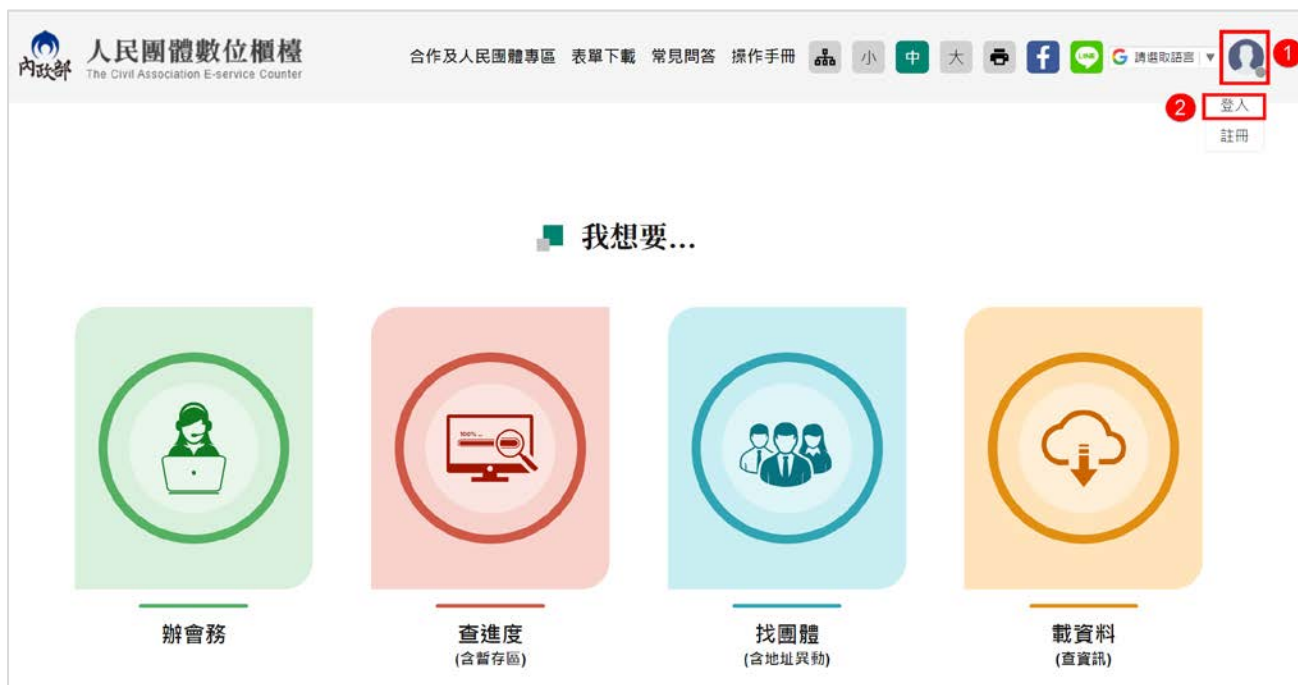 內政部
人民團體數位櫃檯
The Civil Association E-service Counter
合作及人民團體專區 表單下載 常見問答 操作手冊 小 中 大 f LINE G 請選取語言 ▼ 1
2 登入
註冊
我想要...
100%...
辦會務 查進度 找團體 載資料
(含暫存區) (含地址異動) (查資訊)